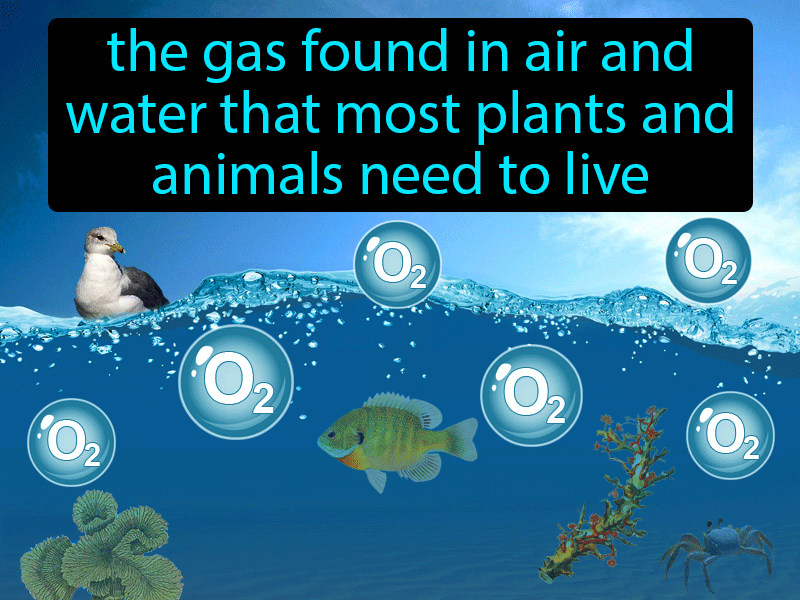 the gas found in air and
water that most plants and
animals need to live
O2
O2
O2
O2
O2
O2